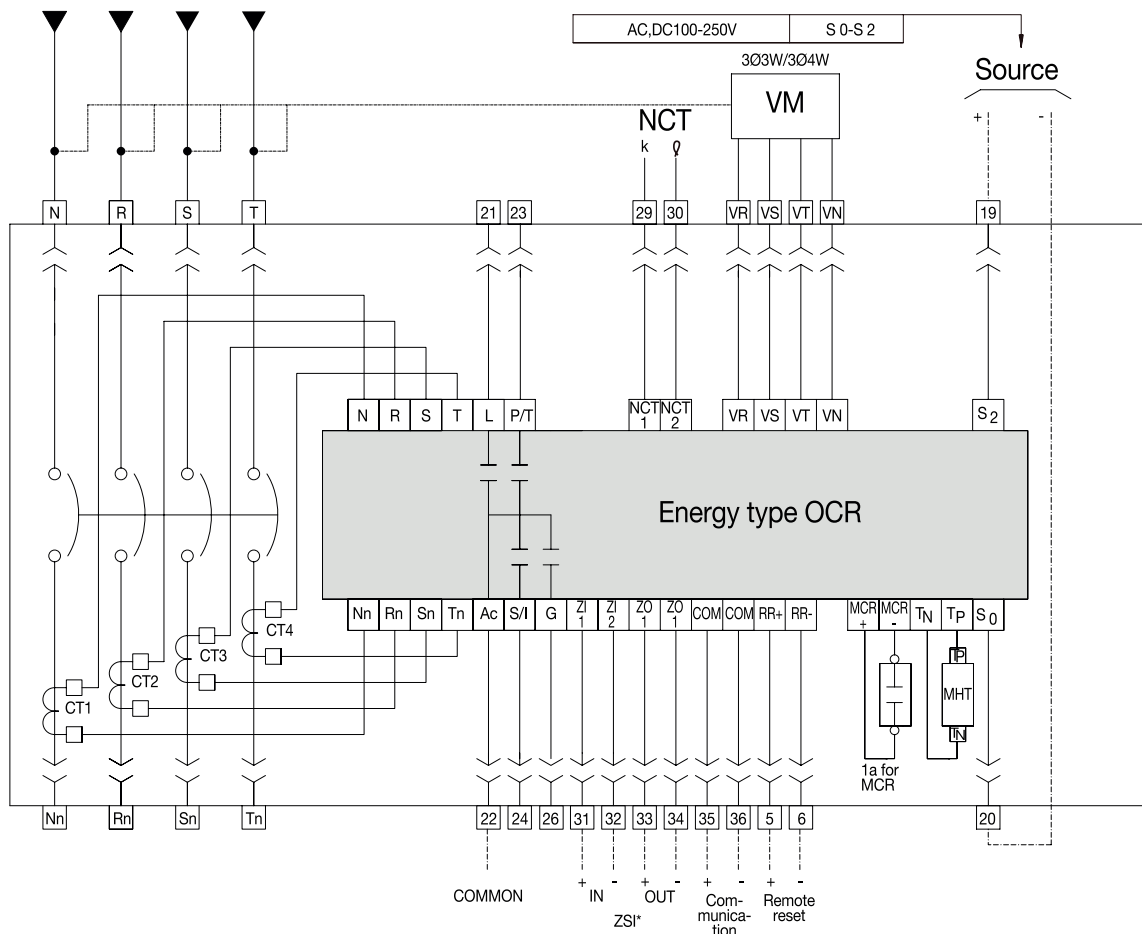 AC,DC100-250V S 0-S 2
3Ø3W/3Ø4W
Source
VM
NCT
+ -
k ℓ
N R S T 21 23 29 30 VR VS VT VN 19
N R S T L P/T NCT 1 NCT 2 VR VS VT VN S 2
Energy type OCR
Nn Rn Sn Tn Ac S/I G ZI 1 ZI 2 ZO 1 ZO 1 COM COM RR+ RR- MCR + MCR - TN TP S 0
CT4
CT3
CT2
CT1
TP
MHT
TN
1a for
MCR
Nn Rn Sn Tn 22 24 26 31 32 33 34 35 36 5 6 20
+ - + - + - + -
COMMON IN OUT Com- Remote
munica- reset
ZSI* tion